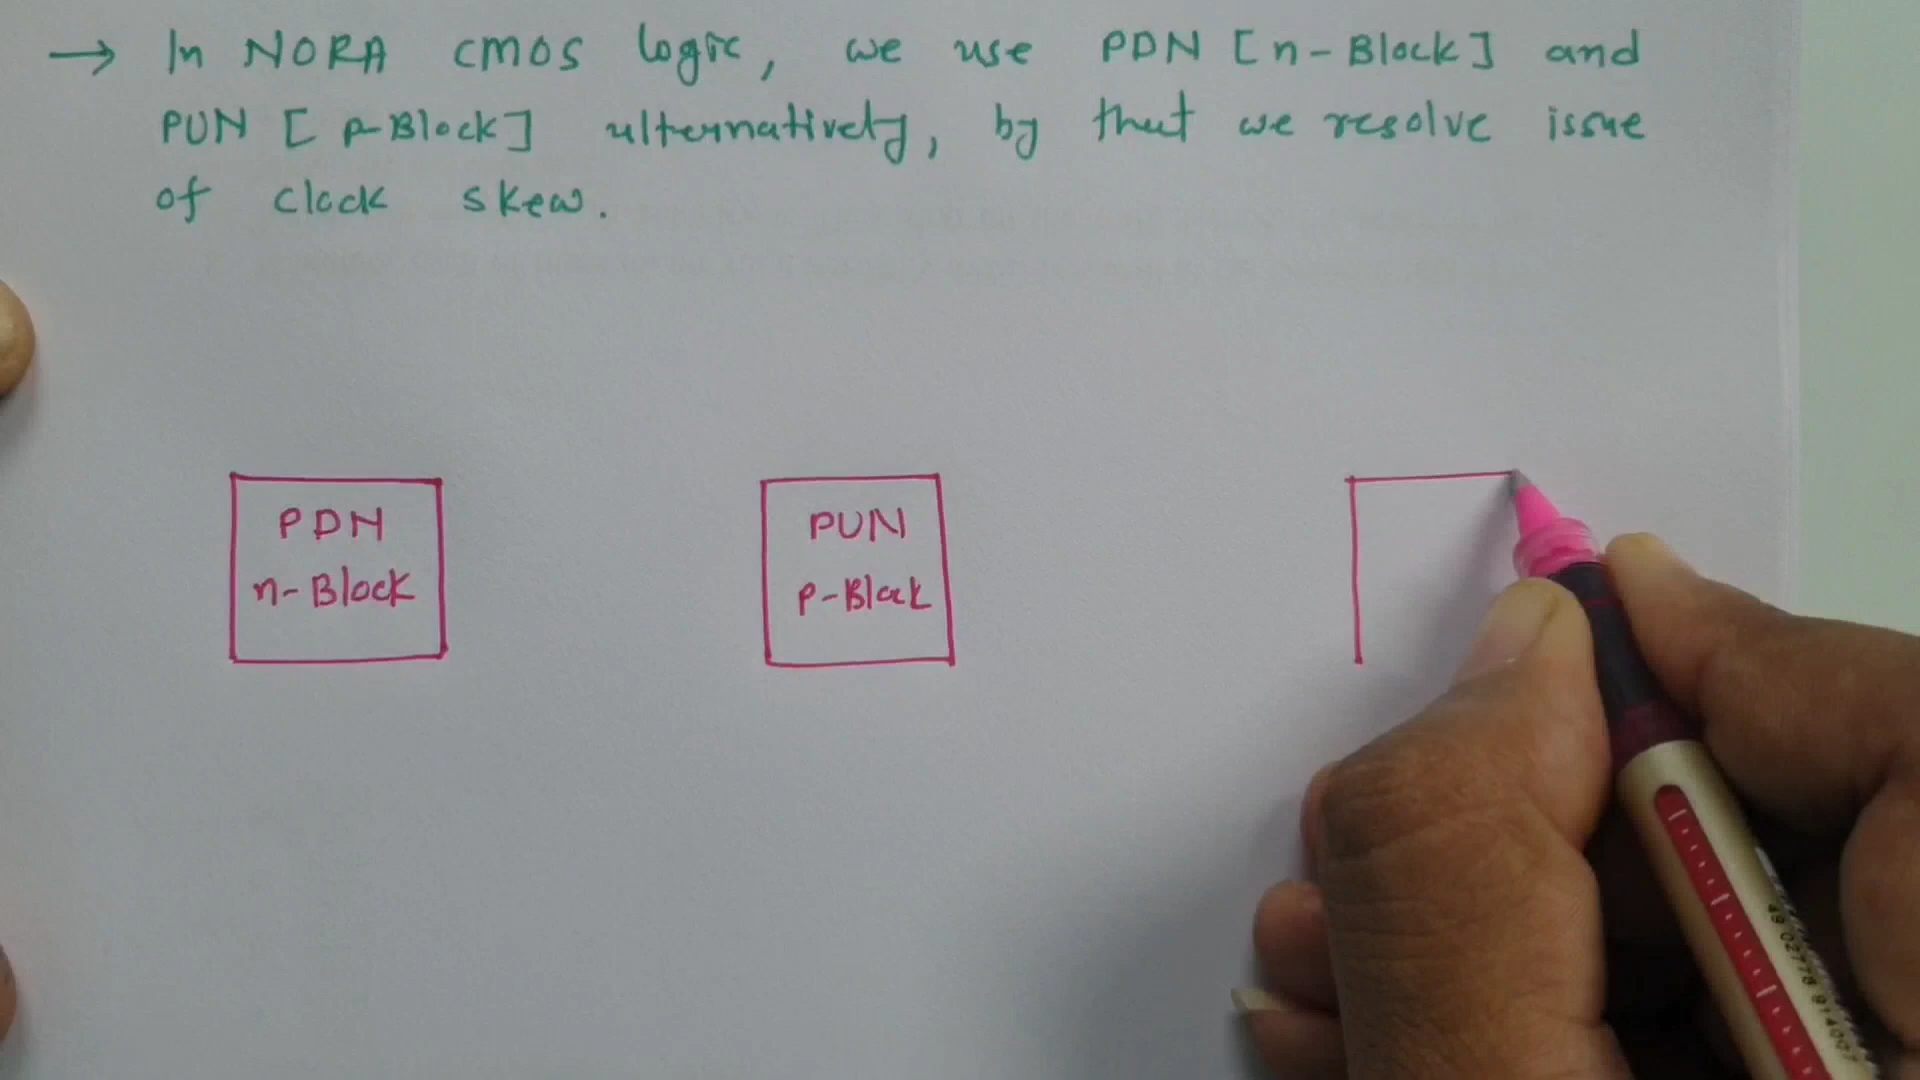 → In NORA CMOS logic, we use PDN [n-Block] and
PUN [p-Block] alternatively, by that we resolve issue
of clock skew.
PDN
n-Block
PUN
p-Block